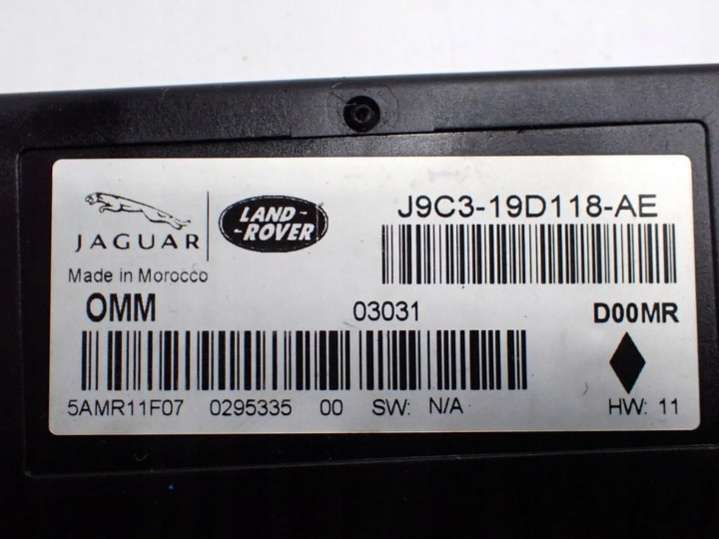 JAGUAR
LAND-
ROVER
J9C3-19D118-AE
Made in Morocco
OMM 03031 D00MR
5AMR11F07 0295335 00 SW: N/A HW: 11